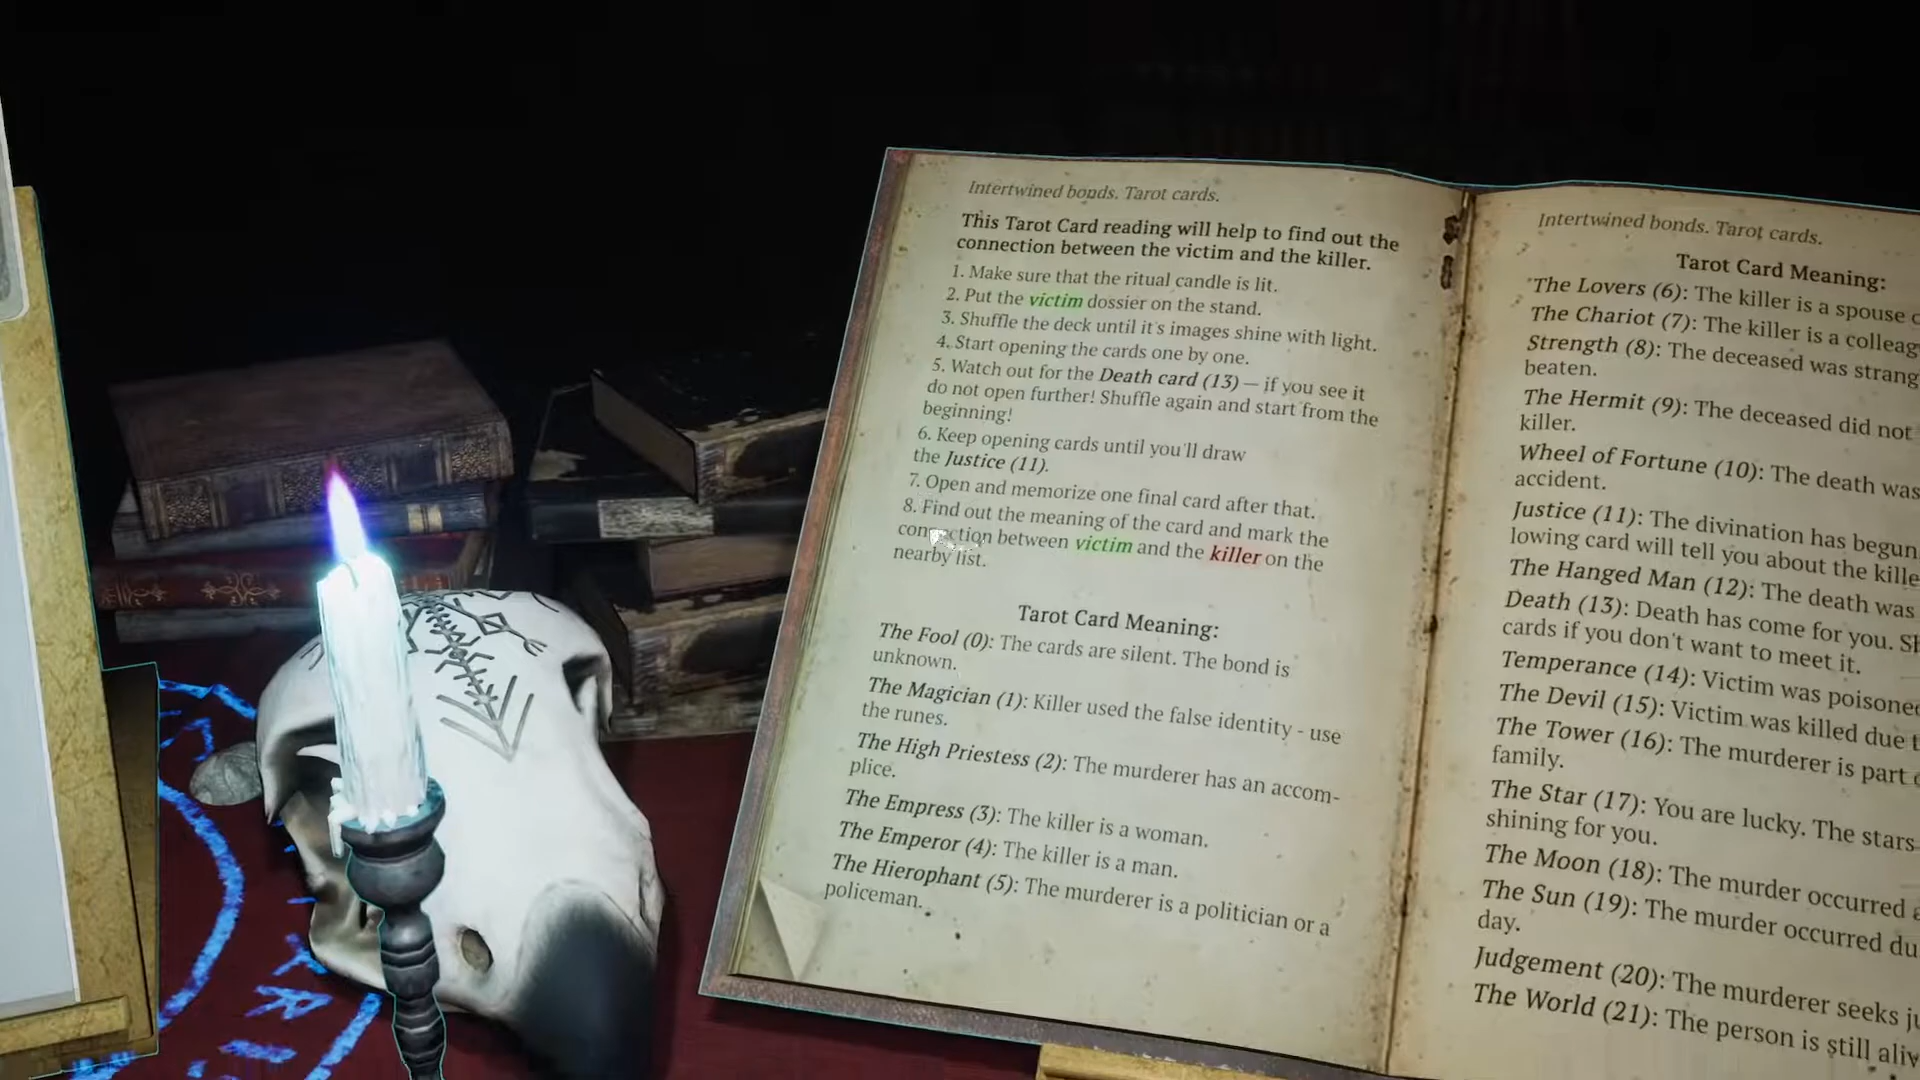 Intertwined bonds. Tarot cards.
This Tarot Card reading will help to find out the
connection between the victim and the killer.
1. Make sure that the ritual candle is lit.
2. Put the victim dossier on the stand.
3. Shuffle the deck until it's images shine with light.
4. Start opening the cards one by one.
5. Watch out for the Death card (13) — if you see it
do not open further! Shuffle again and start from the
beginning!
6. Keep opening cards until you'll draw
the Justice (11).
7. Open and memorize one final card after that.
8. Find out the meaning of the card and mark the
connection between victim and the killer on the
nearby list.
Tarot Card Meaning:
The Fool (0): The cards are silent. The bond is
unknown.
The Magician (1): Killer used the false identity - use
the runes.
The High Priestess (2): The murderer has an accom-
plice.
The Empress (3): The killer is a woman.
The Emperor (4): The killer is a man.
The Hierophant (5): The murderer is a politician or a
policeman.
Intertwined bonds. Tarot cards.
Tarot Card Meaning:
The Lovers (6): The killer is a spouse
The Chariot (7): The killer is a
Strength (8): The deceased was
beaten.
The Hermit (9): The deceased did not
killer.
Wheel of Fortune (10): The death was
accident.
Justice (11): The divination has
lowing card will tell you about the
The Hanged Man (12): The death was
Death (13): Death has come for you.
cards if you don't want to meet it.
Temperance (14): Victim was
The Devil (15): Victim was killed due
The Tower (16): The murderer is part
family.
The Star (17): You are lucky. The stars
shining for you.
The Moon (18): The murder occurred
The Sun (19): The murder occurred
day.
Judgement (20): The murderer seeks
The World (21): The person is still